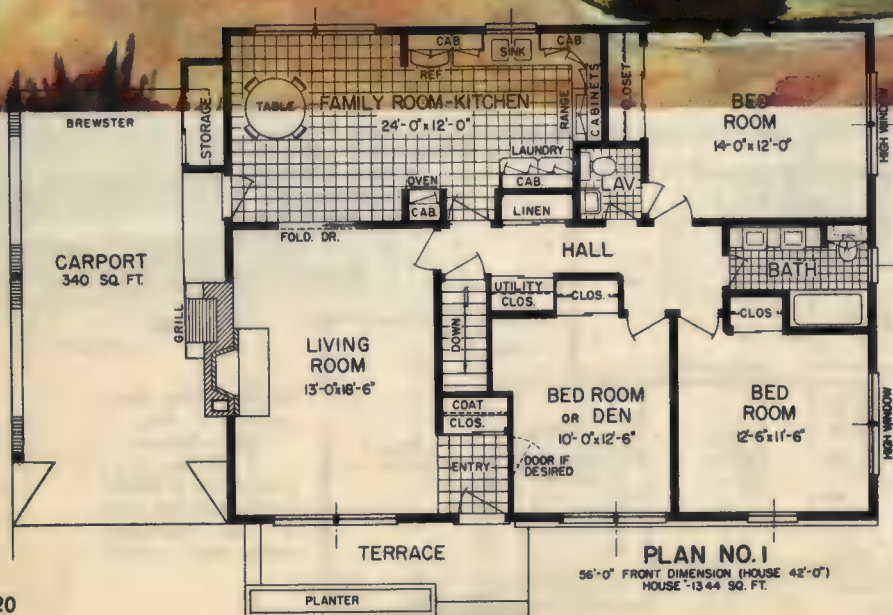 CAB.
SINK
CAB.
REF.
STORAGE
TABLE
FAMILY ROOM-KITCHEN
24'-0"x12'-0"
RANGE
CABINETS
CLOSET
BED
ROOM
14'-0"x12'-0"
HIGH WINDOW
BREWSTER
LAUNDRY
CAB.
OVEN
CAB.
LINEN
LAV.
FOLD. DR.
HALL
BATH
CARPORT
340 SQ. FT.
GRILL
UTILITY
CLOS.
CLOS.
CLOS.
DOWN
LIVING
ROOM
13'-0"x18'-6"
COAT
CLOS.
ENTRY
BED ROOM
OR DEN
10'-0"x12'-6"
DOOR IF
DESIRED
BED
ROOM
12'-6"x11'-6"
HIGH WINDOW
TERRACE
PLANTER
PLAN NO. 1
56'-0" FRONT DIMENSION (HOUSE 42'-0")
HOUSE-1344 SQ. FT.
20